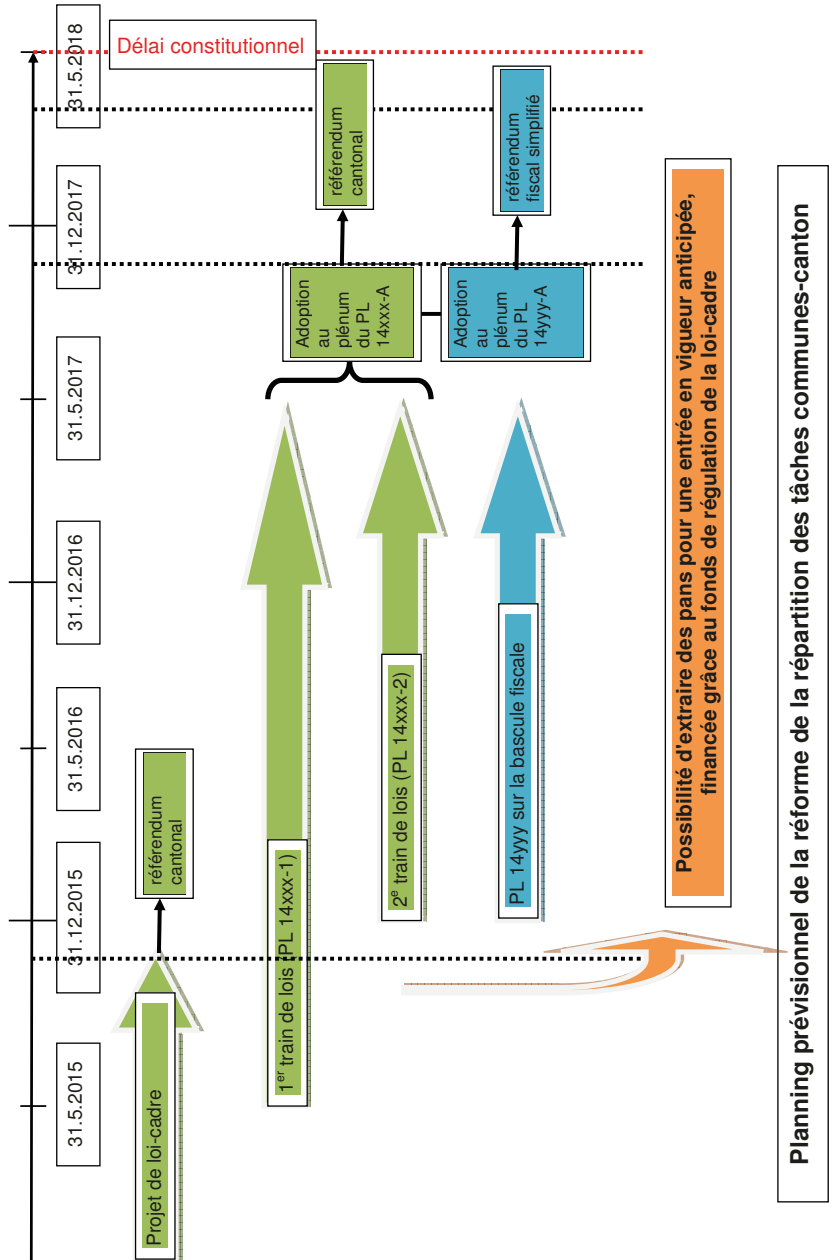 31.5.2015
31.12.2015
31.5.2016
31.12.2016
31.5.2017
31.12.2017
31.5.2018
Délai constitutionnel
Projet de loi-cadre
référendum
cantonal
1er train de lois (PL 14xxx-1)
2e train de lois (PL 14xxx-2)
Adoption
au
plénum
du PL
14xxx-A
référendum
cantonal
PL 14yyy sur la bascule fiscale
Adoption
au
plénum
du PL
14yyy-A
référendum
fiscal simplifié
Possibilité d'extraire des pans pour une entrée en vigueur anticipée,
financée grâce au fonds de régulation de la loi-cadre
Planning prévisionnel de la réforme de la répartition des tâches communes-canton